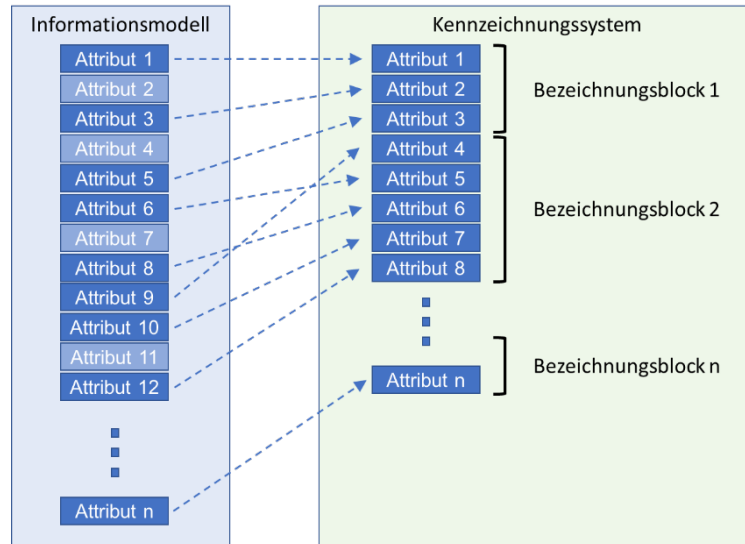 Informationsmodell
Attribut 1
Attribut 2
Attribut 3
Attribut 4
Attribut 5
Attribut 6
Attribut 7
Attribut 8
Attribut 9
Attribut 10
Attribut 11
Attribut 12
Attribut n
Kennzeichnungssystem
Attribut 1
Attribut 2
Attribut 3
Bezeichnungsblock 1
Attribut 4
Attribut 5
Attribut 6
Attribut 7
Attribut 8
Bezeichnungsblock 2
Attribut n
Bezeichnungsblock n